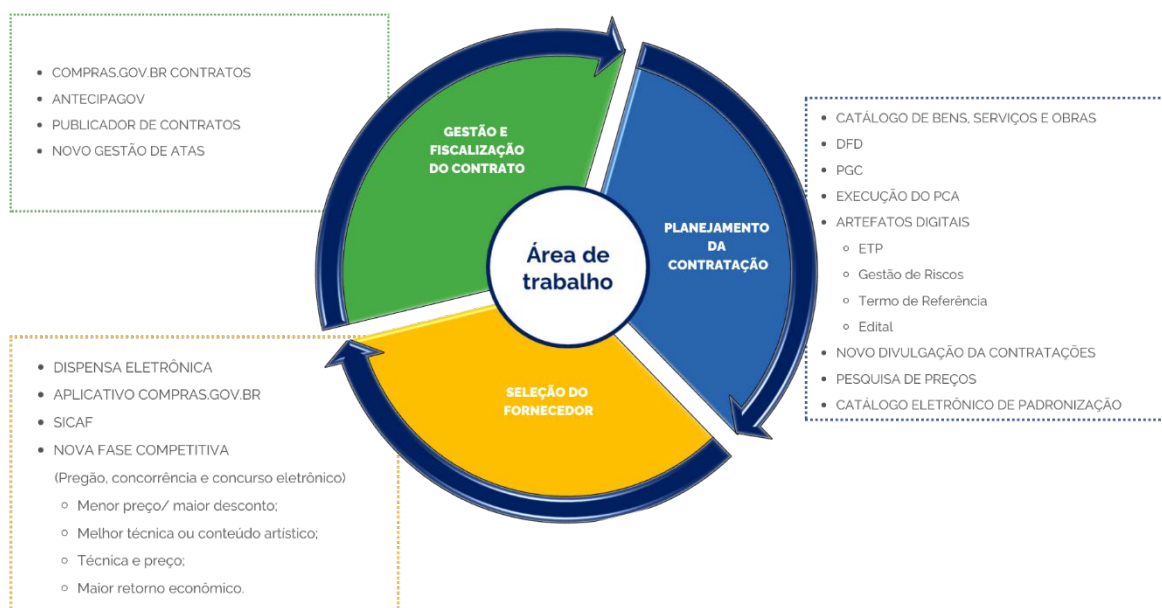 COMPRAS.GOV.BR CONTRATOS
ANTECIPAGOV
PUBLICADOR DE CONTRATOS
NOVO GESTÃO DE ATAS
GESTÃO E
FISCALIZAÇÃO
DO CONTRATO
PLANEJAMENTO
DA
CONTRATAÇÃO
Área de
trabalho
SELEÇÃO DO
FORNECEDOR
CATÁLOGO DE BENS, SERVIÇOS E OBRAS
DFD
PGC
EXECUÇÃO DO PCA
ARTEFATOS DIGITAIS
ETP
Gestão de Riscos
Termo de Referência
Edital
NOVO DIVULGAÇÃO DA CONTRATAÇÕES
PESQUISA DE PREÇOS
CATÁLOGO ELETRÔNICO DE PADRONIZAÇÃO
DISPENSA ELETRÔNICA
APLICATIVO COMPRAS.GOV.BR
SICAF
NOVA FASE COMPETITIVA
(Pregão, concorrência e concurso eletrônico)
Menor preço/ maior desconto;
Melhor técnica ou conteúdo artístico;
Técnica e preço;
Maior retorno econômico.